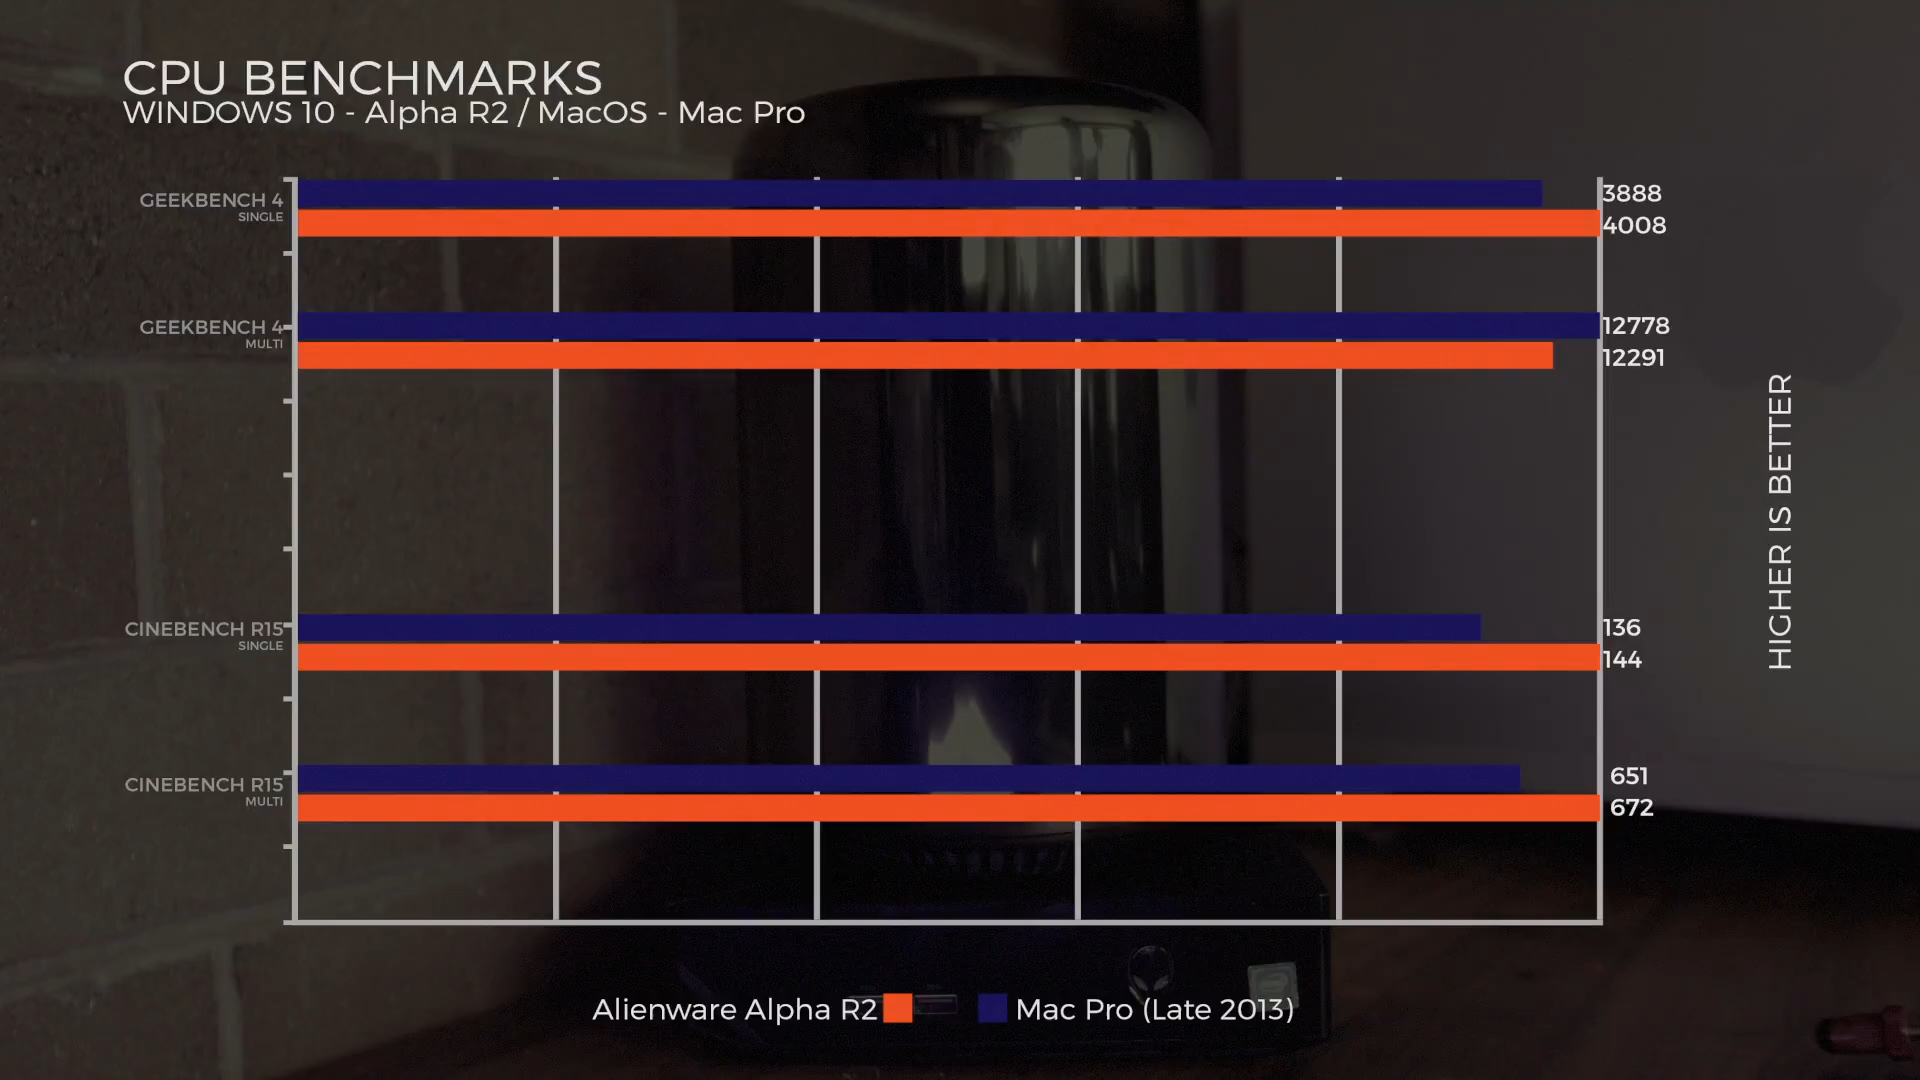 CPU BENCHMARKS
WINDOWS 10 - Alpha R2 / MacOS - Mac Pro
GEEKBENCH 4
SINGLE
3888
4008
GEEKBENCH 4
MULTI
12778
12291
HIGHER IS BETTER
CINEBENCH R15
SINGLE
136
144
CINEBENCH R15
MULTI
651
672
Alienware Alpha R2
Mac Pro (Late 2013)